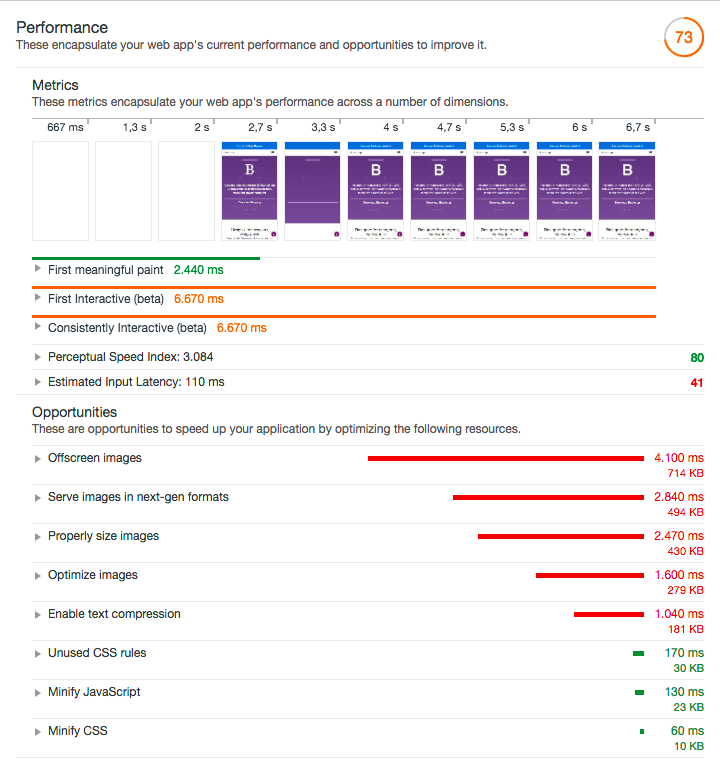 Performance
These encapsulate your web app's current performance and opportunities to improve it.
73
Metrics
These metrics encapsulate your web app's performance across a number of dimensions.
667 ms 1,3 s 2 s 2,7 s 3,3 s 4 s 4,7 s 5,3 s 6 s 6,7 s
B B B B B B
First meaningful paint 2.440 ms
First Interactive (beta) 6.670 ms
Consistently Interactive (beta) 6.670 ms
Perceptual Speed Index: 3.084 80
Estimated Input Latency: 110 ms 41
Opportunities
These are opportunities to speed up your application by optimizing the following resources.
Offscreen images 4.100 ms
714 KB
Serve images in next-gen formats 2.840 ms
494 KB
Properly size images 2.470 ms
430 KB
Optimize images 1.600 ms
279 KB
Enable text compression 1.040 ms
181 KB
Unused CSS rules 170 ms
30 KB
Minify JavaScript 130 ms
23 KB
Minify CSS 60 ms
10 KB